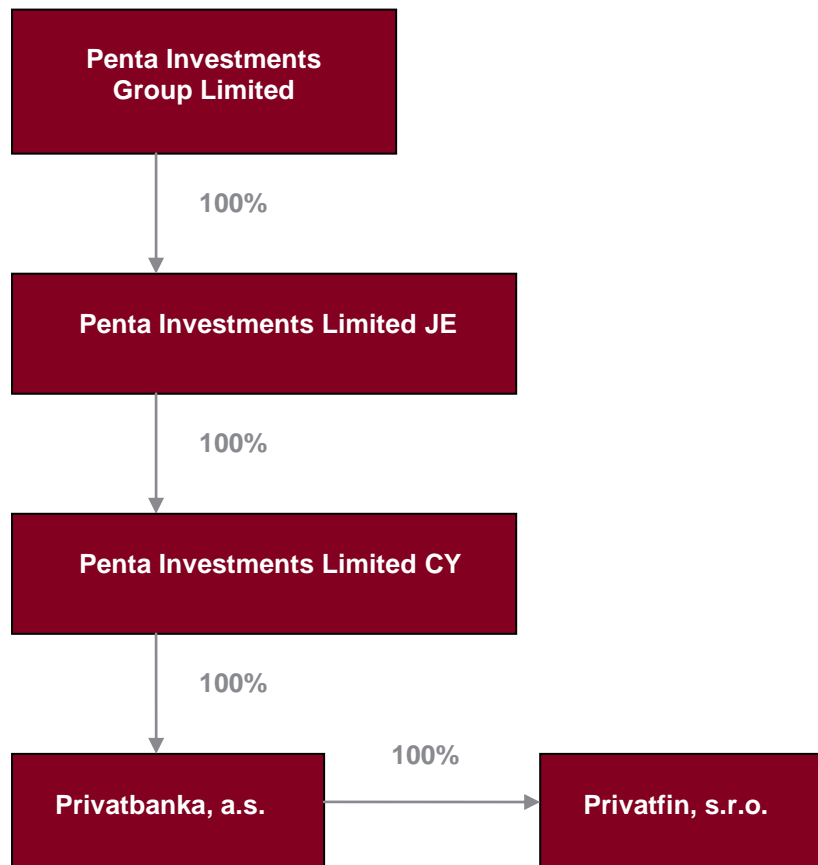 Penta Investments
Group Limited
100%
Penta Investments Limited JE
100%
Penta Investments Limited CY
100%
100%
Privatbanka, a.s.
Privatfin, s.r.o.